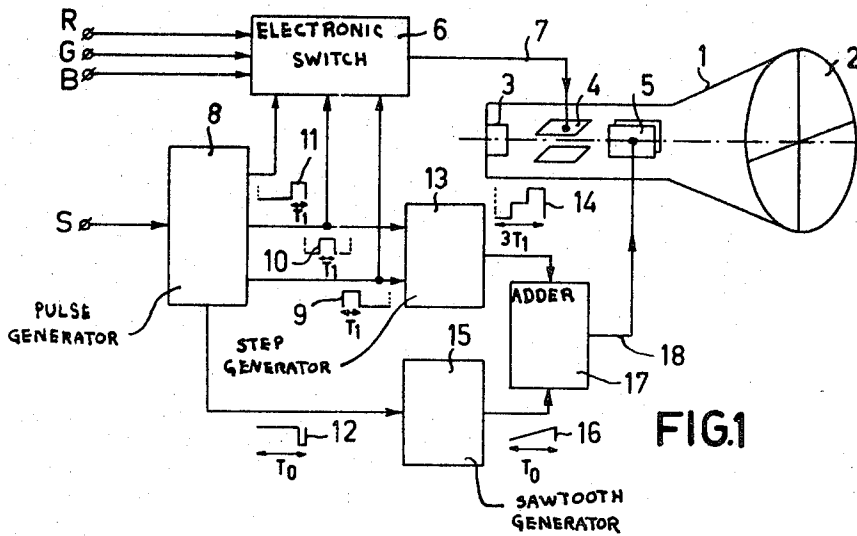 R
G
B
ELECTRONIC
SWITCH
6
7
1
2
3
4
5
8
11
T1
S
10
T1
9
T1
13
14
3T1
PULSE
GENERATOR
STEP
GENERATOR
ADDER
15
17
18
12
T0
16
T0
FIG.1
SAWTOOTH
GENERATOR